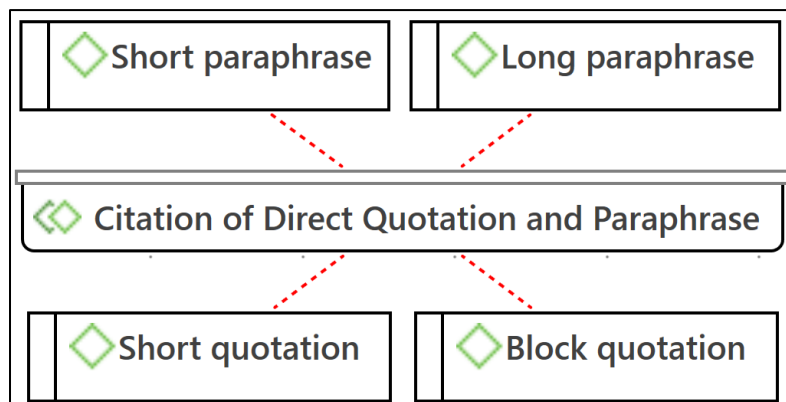 Short paraphrase
Long paraphrase
Citation of Direct Quotation and Paraphrase
Short quotation
Block quotation